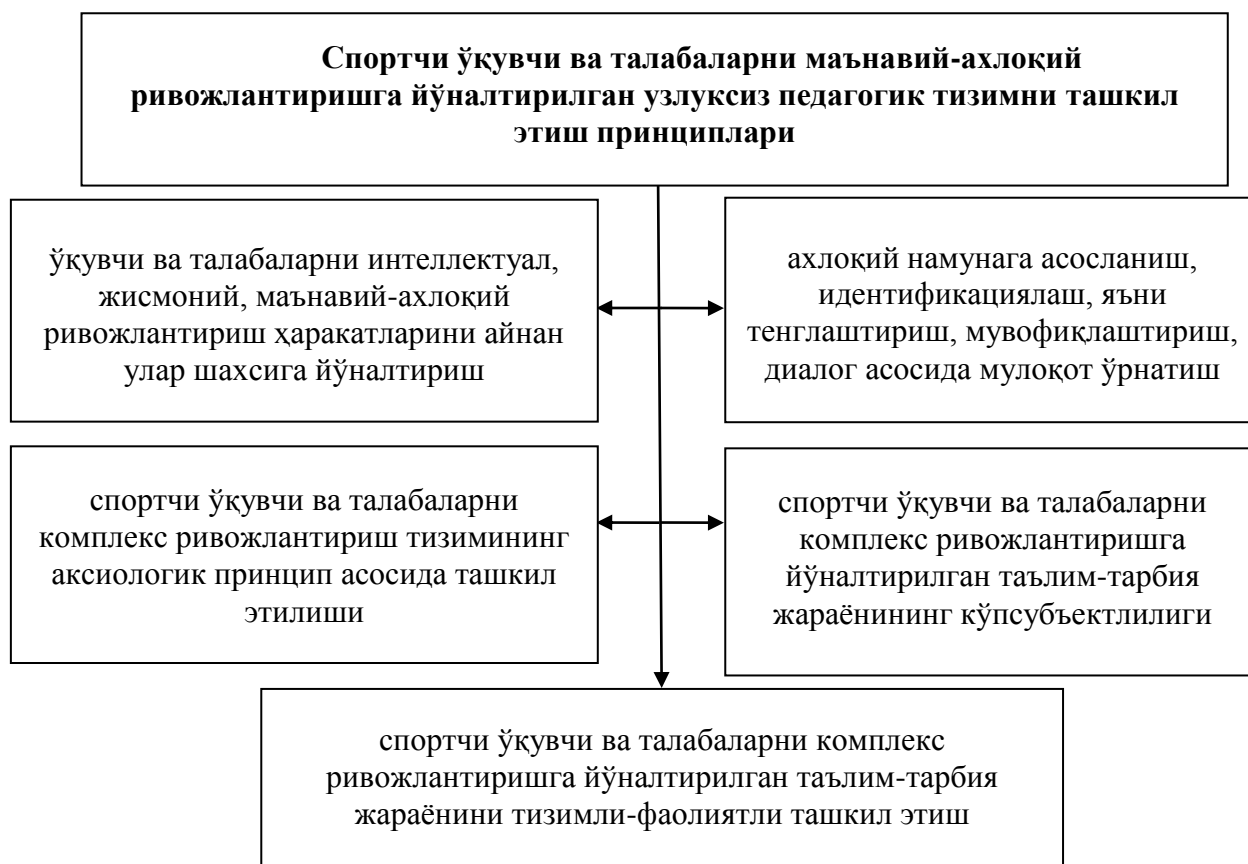 Спортчи ўқувчи ва талабаларни маънавий-ахлоқий
ривожлантиришга йўналтирилган узлуксиз педагогик тизимни ташкил
этиш принциплари
ўқувчи ва талабаларни интеллектуал,
жисмоний, маънавий-ахлоқий
ривожлантириш ҳаракатларини айнан
улар шахсига йўналтириш
ахлоқий намунага асосланиш,
идентификациялаш, яъни
тенглаштириш, мувофиқлаштириш,
диалог асосида мулоқот ўрнатиш
спортчи ўқувчи ва талабаларни
комплекс ривожлантириш тизимининг
аксиологик принцип асосида ташкил
этилиши
спортчи ўқувчи ва талабаларни
комплекс ривожлантиришга
йўналтирилган таълим-тарбия
жараёнининг кўпсубъектлилиги
спортчи ўқувчи ва талабаларни комплекс
ривожлантиришга йўналтирилган таълим-тарбия
жараёнини тизимли-фаолиятли ташкил этиш